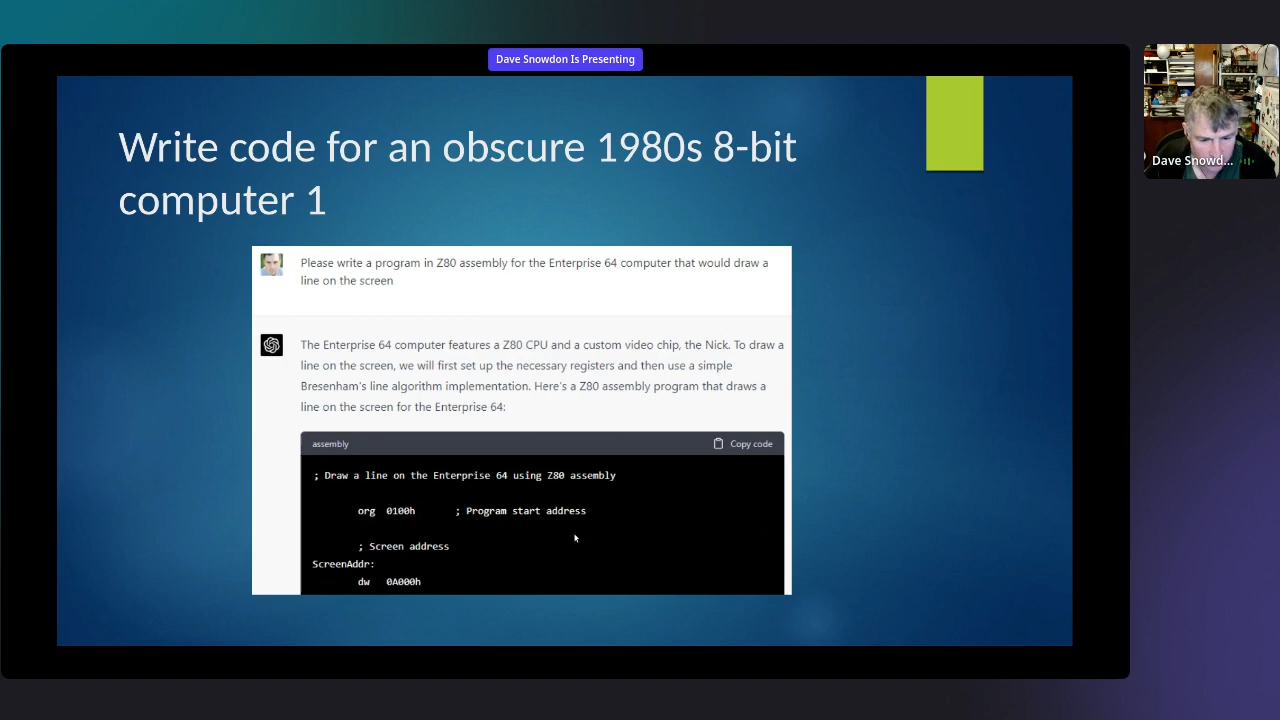 Dave Snowdon Is Presenting
Write code for an obscure 1980s 8-bit
computer 1
Please write a program in Z80 assembly for the Enterprise 64 computer that would draw a
line on the screen
The Enterprise 64 computer features a Z80 CPU and a custom video chip, the Nick. To draw a
line on the screen, we will first set up the necessary registers and then use a simple
Bresenham's line algorithm implementation. Here's a Z80 assembly program that draws a
line on the screen for the Enterprise 64:
assembly Copy code
; Draw a line on the Enterprise 64 using Z80 assembly
org 0100h ; Program start address
; Screen address
ScreenAddr:
dw 0A000h
Dave Snowd...